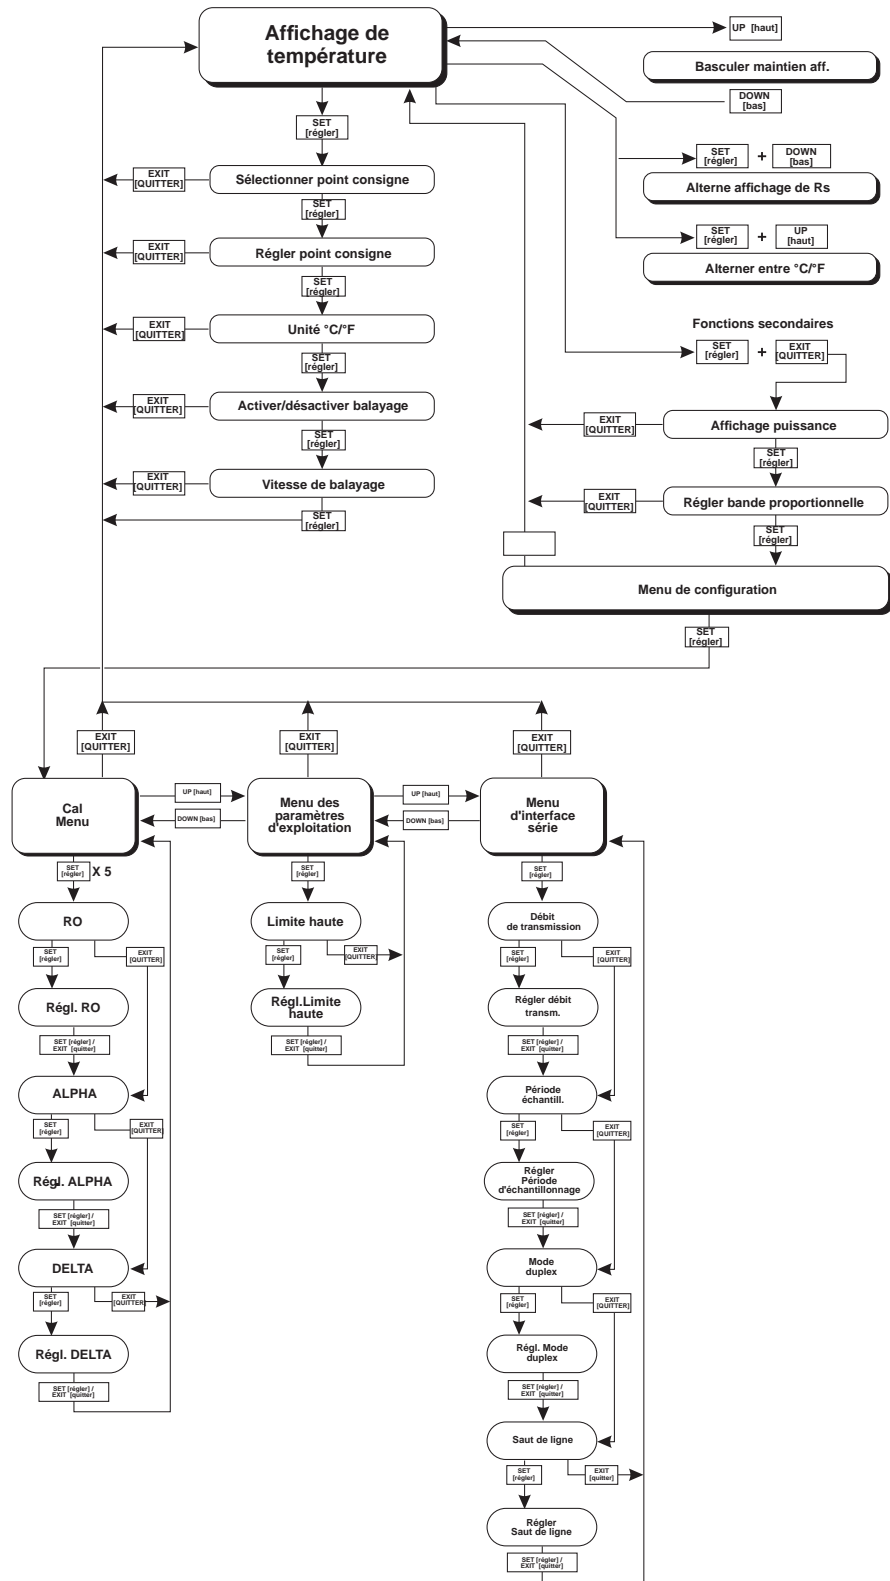 Affichage de
température
UP [haut]
Basculer maintien aff.
DOWN
[bas]
SET
[régler]
SET
[régler]
+
DOWN
[bas]
Alterne affichage de Rs
EXIT
[QUITTER]
Sélectionner point consigne
SET
[régler]
SET
[régler]
+
UP
[haut]
Alterner entre °C/°F
EXIT
[QUITTER]
Régler point consigne
SET
[régler]
EXIT
[QUITTER]
Unité °C/°F
SET
[régler]
Fonctions secondaires
SET
[régler]
+
EXIT
[QUITTER]
EXIT
[QUITTER]
Activer/désactiver balayage
SET
[régler]
EXIT
[QUITTER]
Affichage puissance
SET
[régler]
EXIT
[QUITTER]
Vitesse de balayage
SET
[régler]
EXIT
[QUITTER]
Régler bande proportionnelle
SET
[régler]
Menu de configuration
SET
[régler]
EXIT
[QUITTER]
EXIT
[QUITTER]
EXIT
[QUITTER]
Cal
Menu
UP [haut]
DOWN [bas]
Menu des
paramètres
d'exploitation
UP [haut]
DOWN [bas]
Menu
d'interface
série
SET
[régler]
X 5
RO
SET
[régler]
EXIT
[QUITTER]
Régl. RO
SET [régler] /
EXIT [quitter]
ALPHA
SET
[régler]
EXIT
[QUITTER]
Régl. ALPHA
SET [régler] /
EXIT [quitter]
DELTA
SET
[régler]
EXIT
[QUITTER]
Régl. DELTA
SET [régler] /
EXIT [quitter]
SET
[régler]
Limite haute
SET
[régler]
EXIT
[QUITTER]
Régl.Limite
haute
SET [régler] /
EXIT [quitter]
SET
[régler]
Débit
de transmission
SET
[régler]
EXIT
[QUITTER]
Régler débit
transm.
SET [régler] /
EXIT [quitter]
Période
échantill.
SET
[régler]
EXIT
[QUITTER]
Régler
Période
d'échantillonnage
SET [régler] /
EXIT [quitter]
Mode
duplex
SET
[régler]
EXIT
[QUITTER]
Régl. Mode
duplex
SET [régler] /
EXIT [quitter]
Saut de ligne
SET
[régler]
EXIT
[quitter]
Régler
Saut de ligne
SET [régler] /
EXIT [quitter]